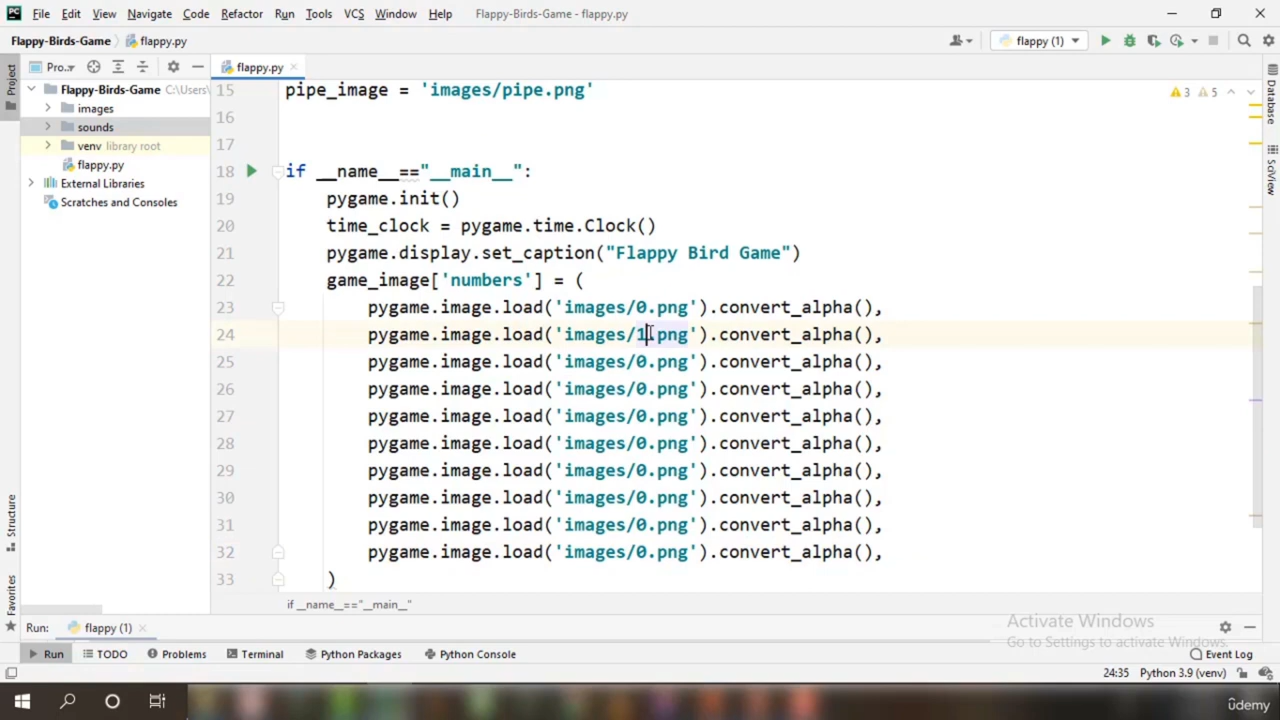 File Edit View Navigate Code Refactor Run Tools VCS Window Help Flappy-Birds-Game - flappy.py
Flappy-Birds-Game flappy.py flappy (1)
Project
Pro... flappy.py
Flappy-Birds-Game C:\Users\
images
sounds
venv library root
flappy.py
External Libraries
Scratches and Consoles
15 pipe_image = 'images/pipe.png'
3 5
16
17
18 if __name__=="__main__":
19 pygame.init()
20 time_clock = pygame.time.Clock()
21 pygame.display.set_caption("Flappy Bird Game")
22 game_image['numbers'] = (
23 pygame.image.load('images/0.png').convert_alpha(),
24 pygame.image.load('images/1.png').convert_alpha(),
25 pygame.image.load('images/0.png').convert_alpha(),
26 pygame.image.load('images/0.png').convert_alpha(),
27 pygame.image.load('images/0.png').convert_alpha(),
28 pygame.image.load('images/0.png').convert_alpha(),
29 pygame.image.load('images/0.png').convert_alpha(),
30 pygame.image.load('images/0.png').convert_alpha(),
31 pygame.image.load('images/0.png').convert_alpha(),
32 pygame.image.load('images/0.png').convert_alpha(),
33 )
if __name__=="__main__"
Database
SciView
Structure
Favorites
Run: flappy (1)
Activate Windows
Go to Settings to activate Windows.
Run TODO Problems Terminal Python Packages Python Console Event Log
24:35 Python 3.9 (venv)
ûdemy